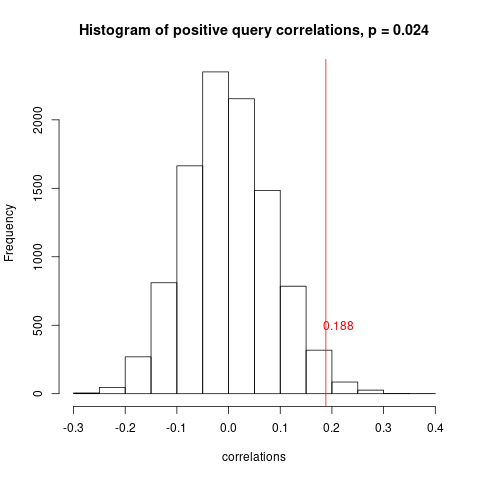 Histogram of positive query correlations, p = 0.024
Frequency
2000
1500
1000
500
0
0.188
-0.3 -0.2 -0.1 0.0 0.1 0.2 0.3 0.4
correlations